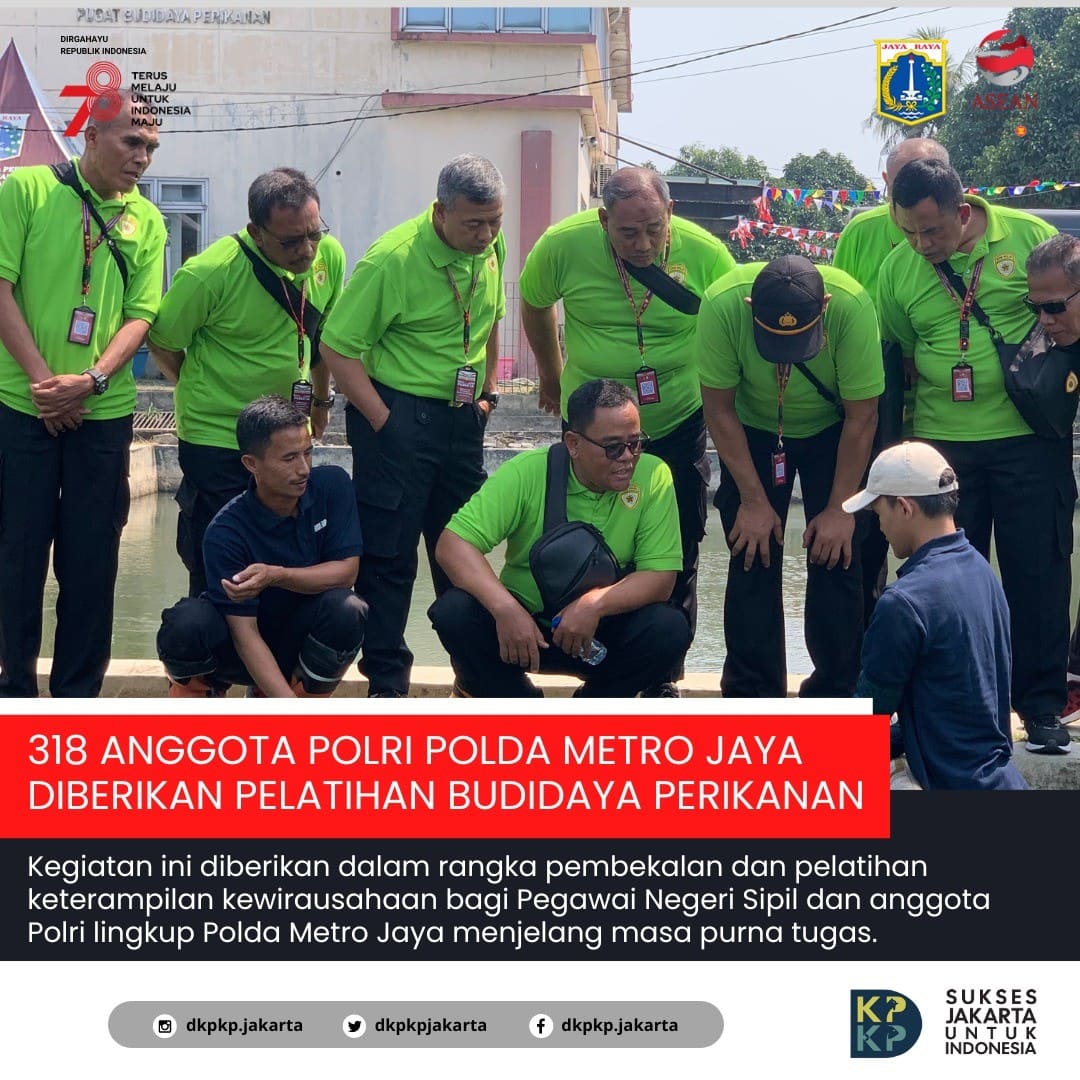 PUSAT BUDIDAYA PERIKANAN
DIRGAHAYU
REPUBLIK INDONESIA
78
TERUS
MELAJU
UNTUK
INDONESIA
MAJU
JAYA RAYA
ASEAN
318 ANGGOTA POLRI POLDA METRO JAYA
DIBERIKAN PELATIHAN BUDIDAYA PERIKANAN
Kegiatan ini diberikan dalam rangka pembekalan dan pelatihan
keterampilan kewirausahaan bagi Pegawai Negeri Sipil dan anggota
Polri lingkup Polda Metro Jaya menjelang masa purna tugas.
dkpkp.jakarta
dkpkpjakarta
dkpkp.jakarta
KP
KP
SUKSES
JAKARTA
UNTUK
INDONESIA